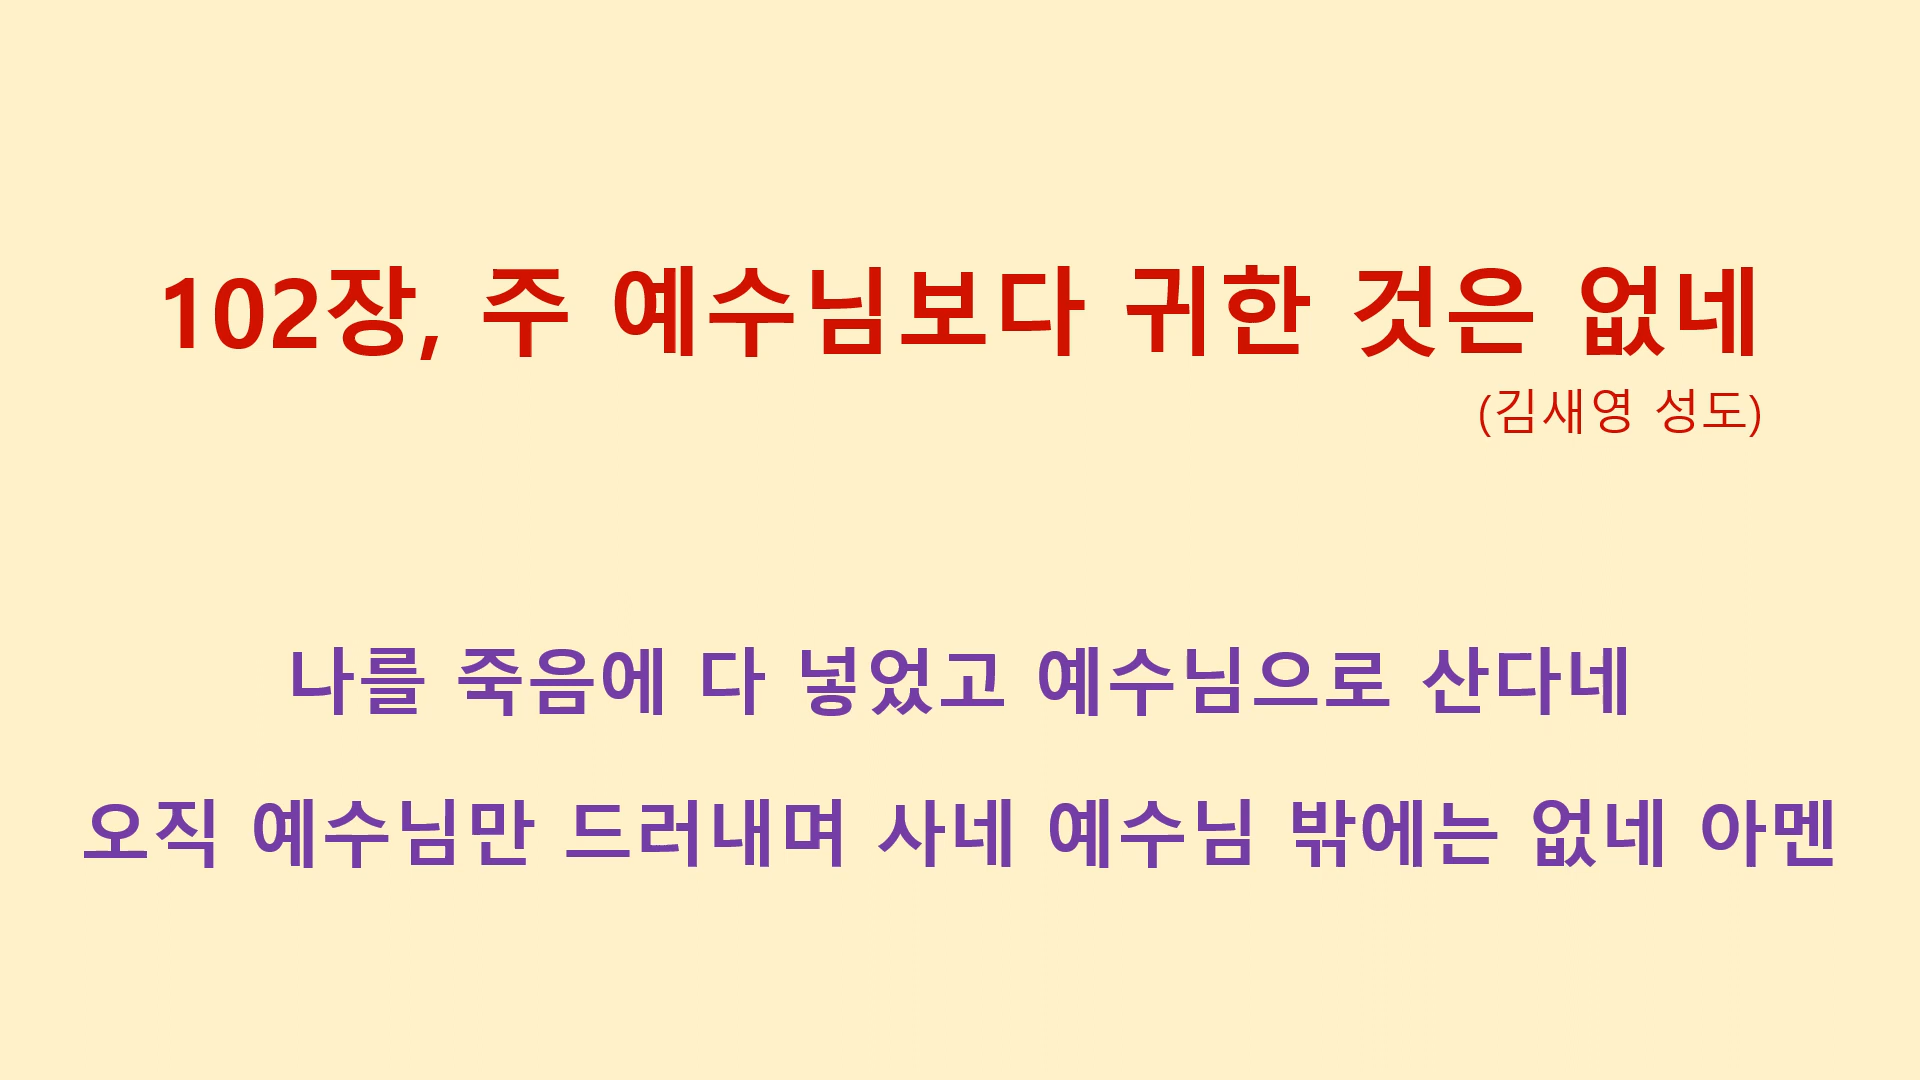 102장, 주 예수님보다 귀한 것은 없네
(김새영 성도)
나를 죽음에 다 넣었고 예수님으로 산다네
오직 예수님만 드러내며 사네 예수님 밖에는 없네 아멘